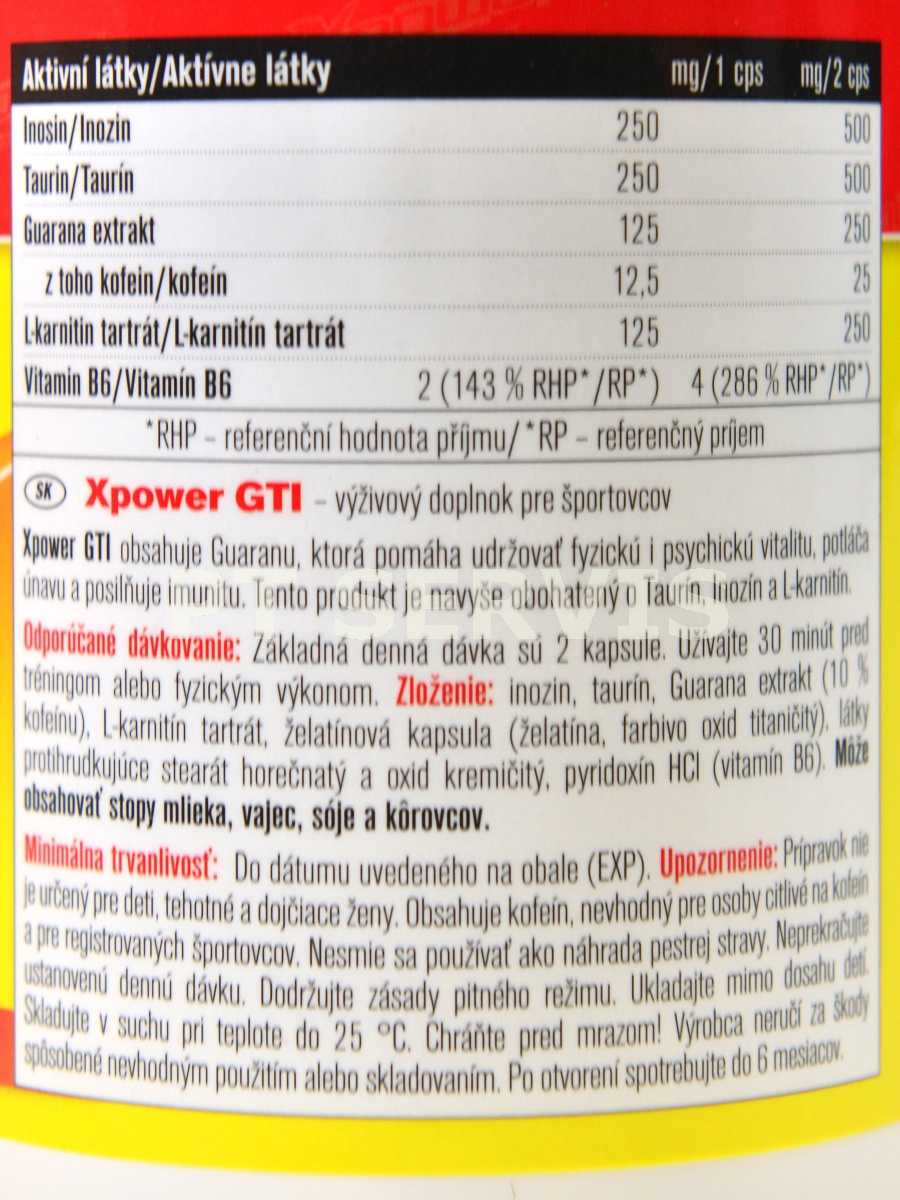 Aktivní látky/Aktívne látky mg/1 cps mg/2 cps
Inosin/Inozin 250 500
Taurin/Taurín 250 500
Guarana extrakt 125 250
z toho kofein/kofeín 12,5 25
L-karnitin tartrát/L-karnitín tartrát 125 250
Vitamin B6/Vitamín B6 2 (143 % RHP*/RP*) 4 (286 % RHP*/RP*)
*RHP – referenční hodnota příjmu/ *RP – referenčný príjem
SK Xpower GTI – výživový doplnok pre športovcov
Xpower GTI obsahuje Guaranu, ktorá pomáha udržovať fyzickú i psychickú vitalitu, potláča
únavu a posilňuje imunitu. Tento produkt je navyše obohatený o Taurín, Inozín a L-karnitín.
PT SERVIS
Odporúčané dávkovanie: Základná denná dávka sú 2 kapsule. Užívajte 30 minút pred
tréningom alebo fyzickým výkonom. Zloženie: inozin, taurín, Guarana extrakt (10 %
kofeínu), L-karnitín tartrát, želatínová kapsula (želatína, farbivo oxid titaničitý), látky
protihrudkujúce stearát horečnatý a oxid kremičitý, pyridoxín HCl (vitamín B6). Môže
obsahovať stopy mlieka, vajec, sóje a kôrovcov.
Minimálna trvanlivosť: Do dátumu uvedeného na obale (EXP). Upozornenie: Prípravok nie
je určený pre deti, tehotné a dojčiace ženy. Obsahuje kofeín, nevhodný pre osoby citlivé na kofeín
a pre registrovaných športovcov. Nesmie sa používať ako náhrada pestrej stravy. Neprekračujte
ustanovenú dennú dávku. Dodržujte zásady pitného režimu. Ukladajte mimo dosahu detí.
Skladujte v suchu pri teplote do 25 °C. Chráňte pred mrazom! Výrobca neručí za škody
spôsobené nevhodným použitím alebo skladovaním. Po otvorení spotrebujte do 6 mesiacov.